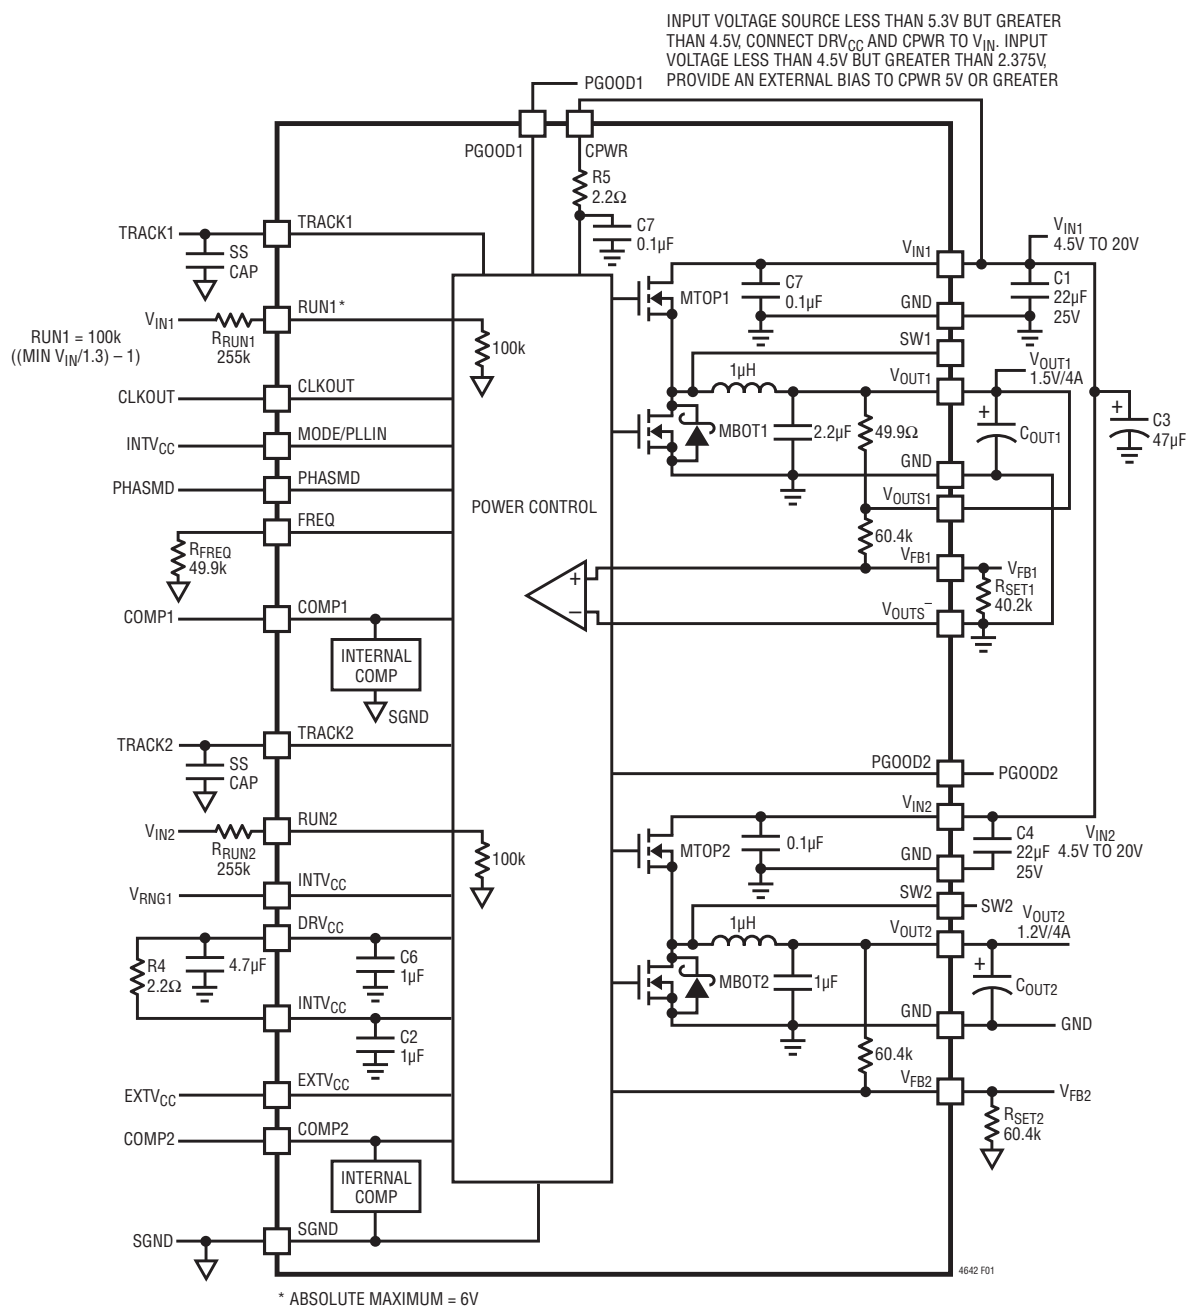 INPUT VOLTAGE SOURCE LESS THAN 5.3V BUT GREATER
THAN 4.5V, CONNECT DRVCC AND CPWR TO VIN. INPUT
VOLTAGE LESS THAN 4.5V BUT GREATER THAN 2.375V,
PROVIDE AN EXTERNAL BIAS TO CPWR 5V OR GREATER
PGOOD1
PGOOD1
CPWR
R5
2.2Ω
C7
0.1µF
TRACK1
TRACK1
SS
CAP
VIN1
RUN1*
RUN1 = 100k
((MIN VIN/1.3) – 1)
RRUN1
255k
100k
CLKOUT
CLKOUT
INTVCC
MODE/PLLIN
PHASMD
PHASMD
FREQ
RFREQ
49.9k
COMP1
COMP1
INTERNAL
COMP
SGND
TRACK2
TRACK2
SS
CAP
VIN2
RUN2
RRUN2
255k
100k
VRNG1
INTVCC
DRVCC
R4
2.2Ω
4.7µF
C6
1µF
INTVCC
C2
1µF
EXTVCC
EXTVCC
COMP2
COMP2
INTERNAL
COMP
SGND
SGND
POWER CONTROL
+
–
MTOP1
C7
0.1µF
VIN1
VIN1
4.5V TO 20V
C1
22µF
25V
GND
SW1
1µH
VOUT1
VOUT1
1.5V/4A
MBOT1
2.2µF
49.9Ω
+
COUT1
+
C3
47µF
GND
VOUTS1
60.4k
VFB1
VFB1
RSET1
40.2k
VOUTS–
PGOOD2
PGOOD2
VIN2
MTOP2
0.1µF
C4
22µF
25V
VIN2
4.5V TO 20V
GND
SW2
SW2
1µH
VOUT2
VOUT2
1.2V/4A
MBOT2
1µF
+
COUT2
GND
GND
60.4k
VFB2
VFB2
RSET2
60.4k
4642 F01
* ABSOLUTE MAXIMUM = 6V